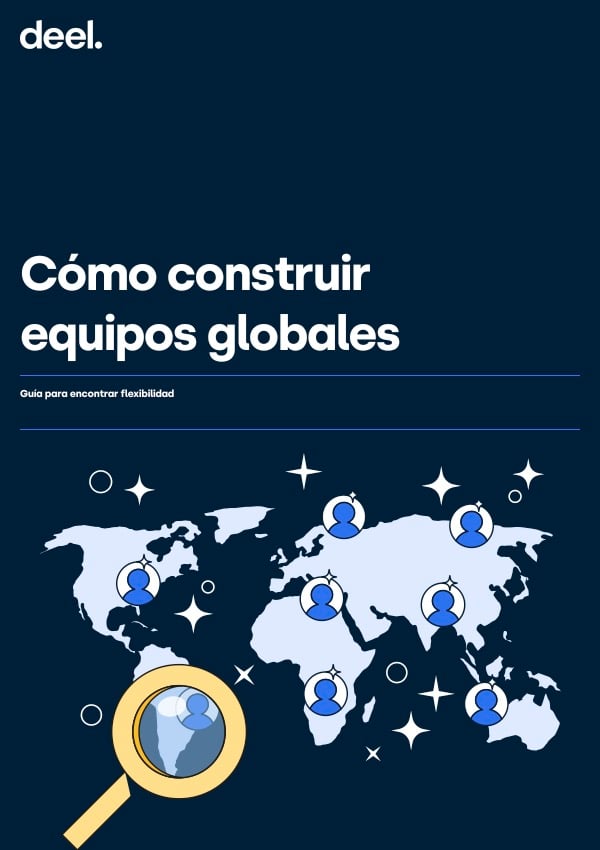 deel.
Cómo construir
equipos globales
Guía para encontrar flexibilidad